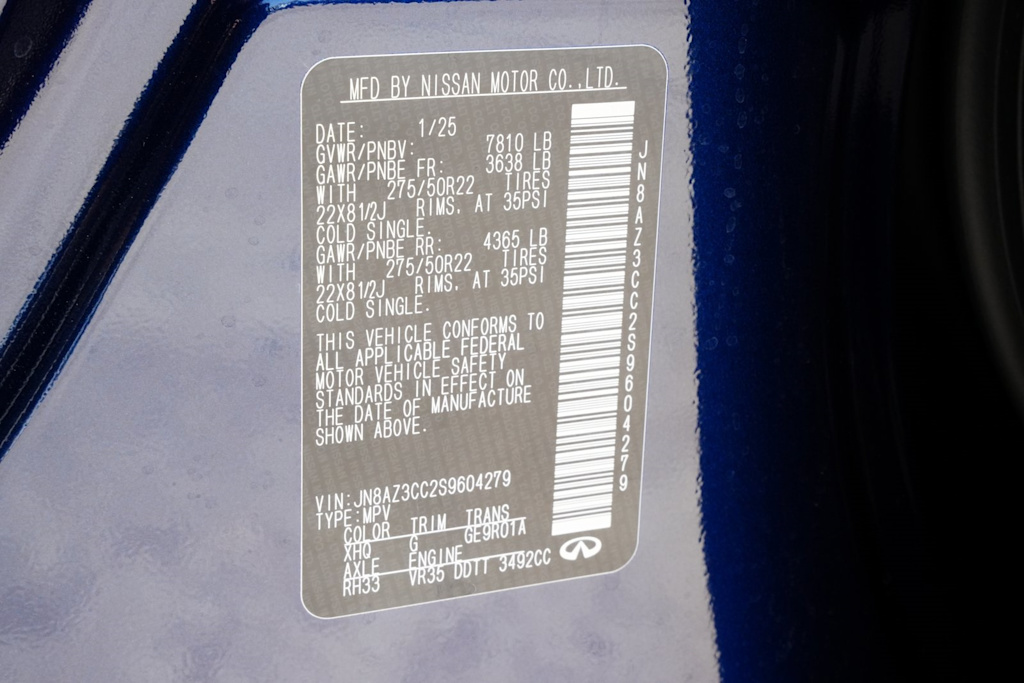 MFD BY NISSAN MOTOR CO.,LTD.
DATE: 1/25
GVWR/PNBV: 7810 LB
GAWR/PNBE FR: 3638 LB
WITH 275/50R22 TIRES
22X8 1/2J RIMS, AT 35PSI
COLD SINGLE.
GAWR/PNBE RR: 4365 LB
WITH 275/50R22 TIRES
22X8 1/2J RIMS, AT 35PSI
COLD SINGLE.
THIS VEHICLE CONFORMS TO
ALL APPLICABLE FEDERAL
MOTOR VEHICLE SAFETY
STANDARDS IN EFFECT ON
THE DATE OF MANUFACTURE
SHOWN ABOVE.
VIN:JN8AZ3CC2S9604279
TYPE:MPV
COLOR TRIM TRANS
XHQ G GE9R01A
AXLE ENGINE
RH33 VR35 DDTT 3492CC
JN8AZ3CC2S9604279